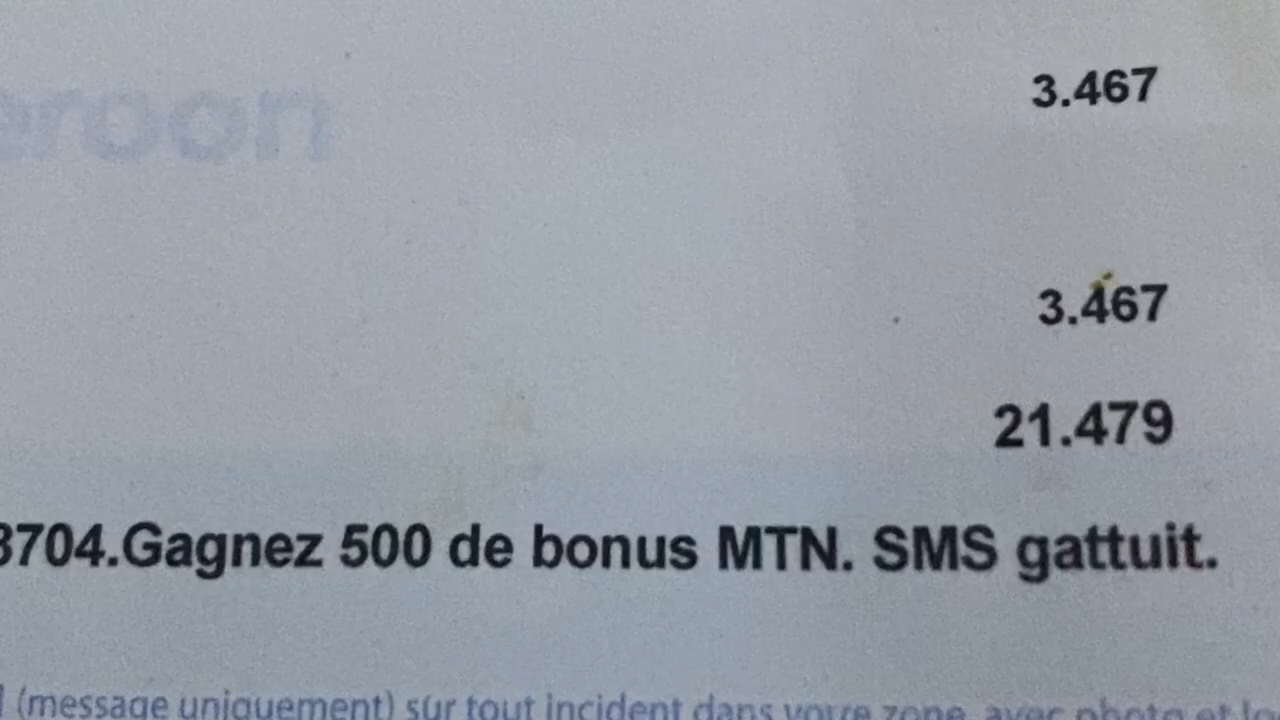 3.467
eroon
3.467
21.479
3704.Gagnez 500 de bonus MTN. SMS gattuit.
(message uniquement) sur tout incident dans votre zone, avec photo et